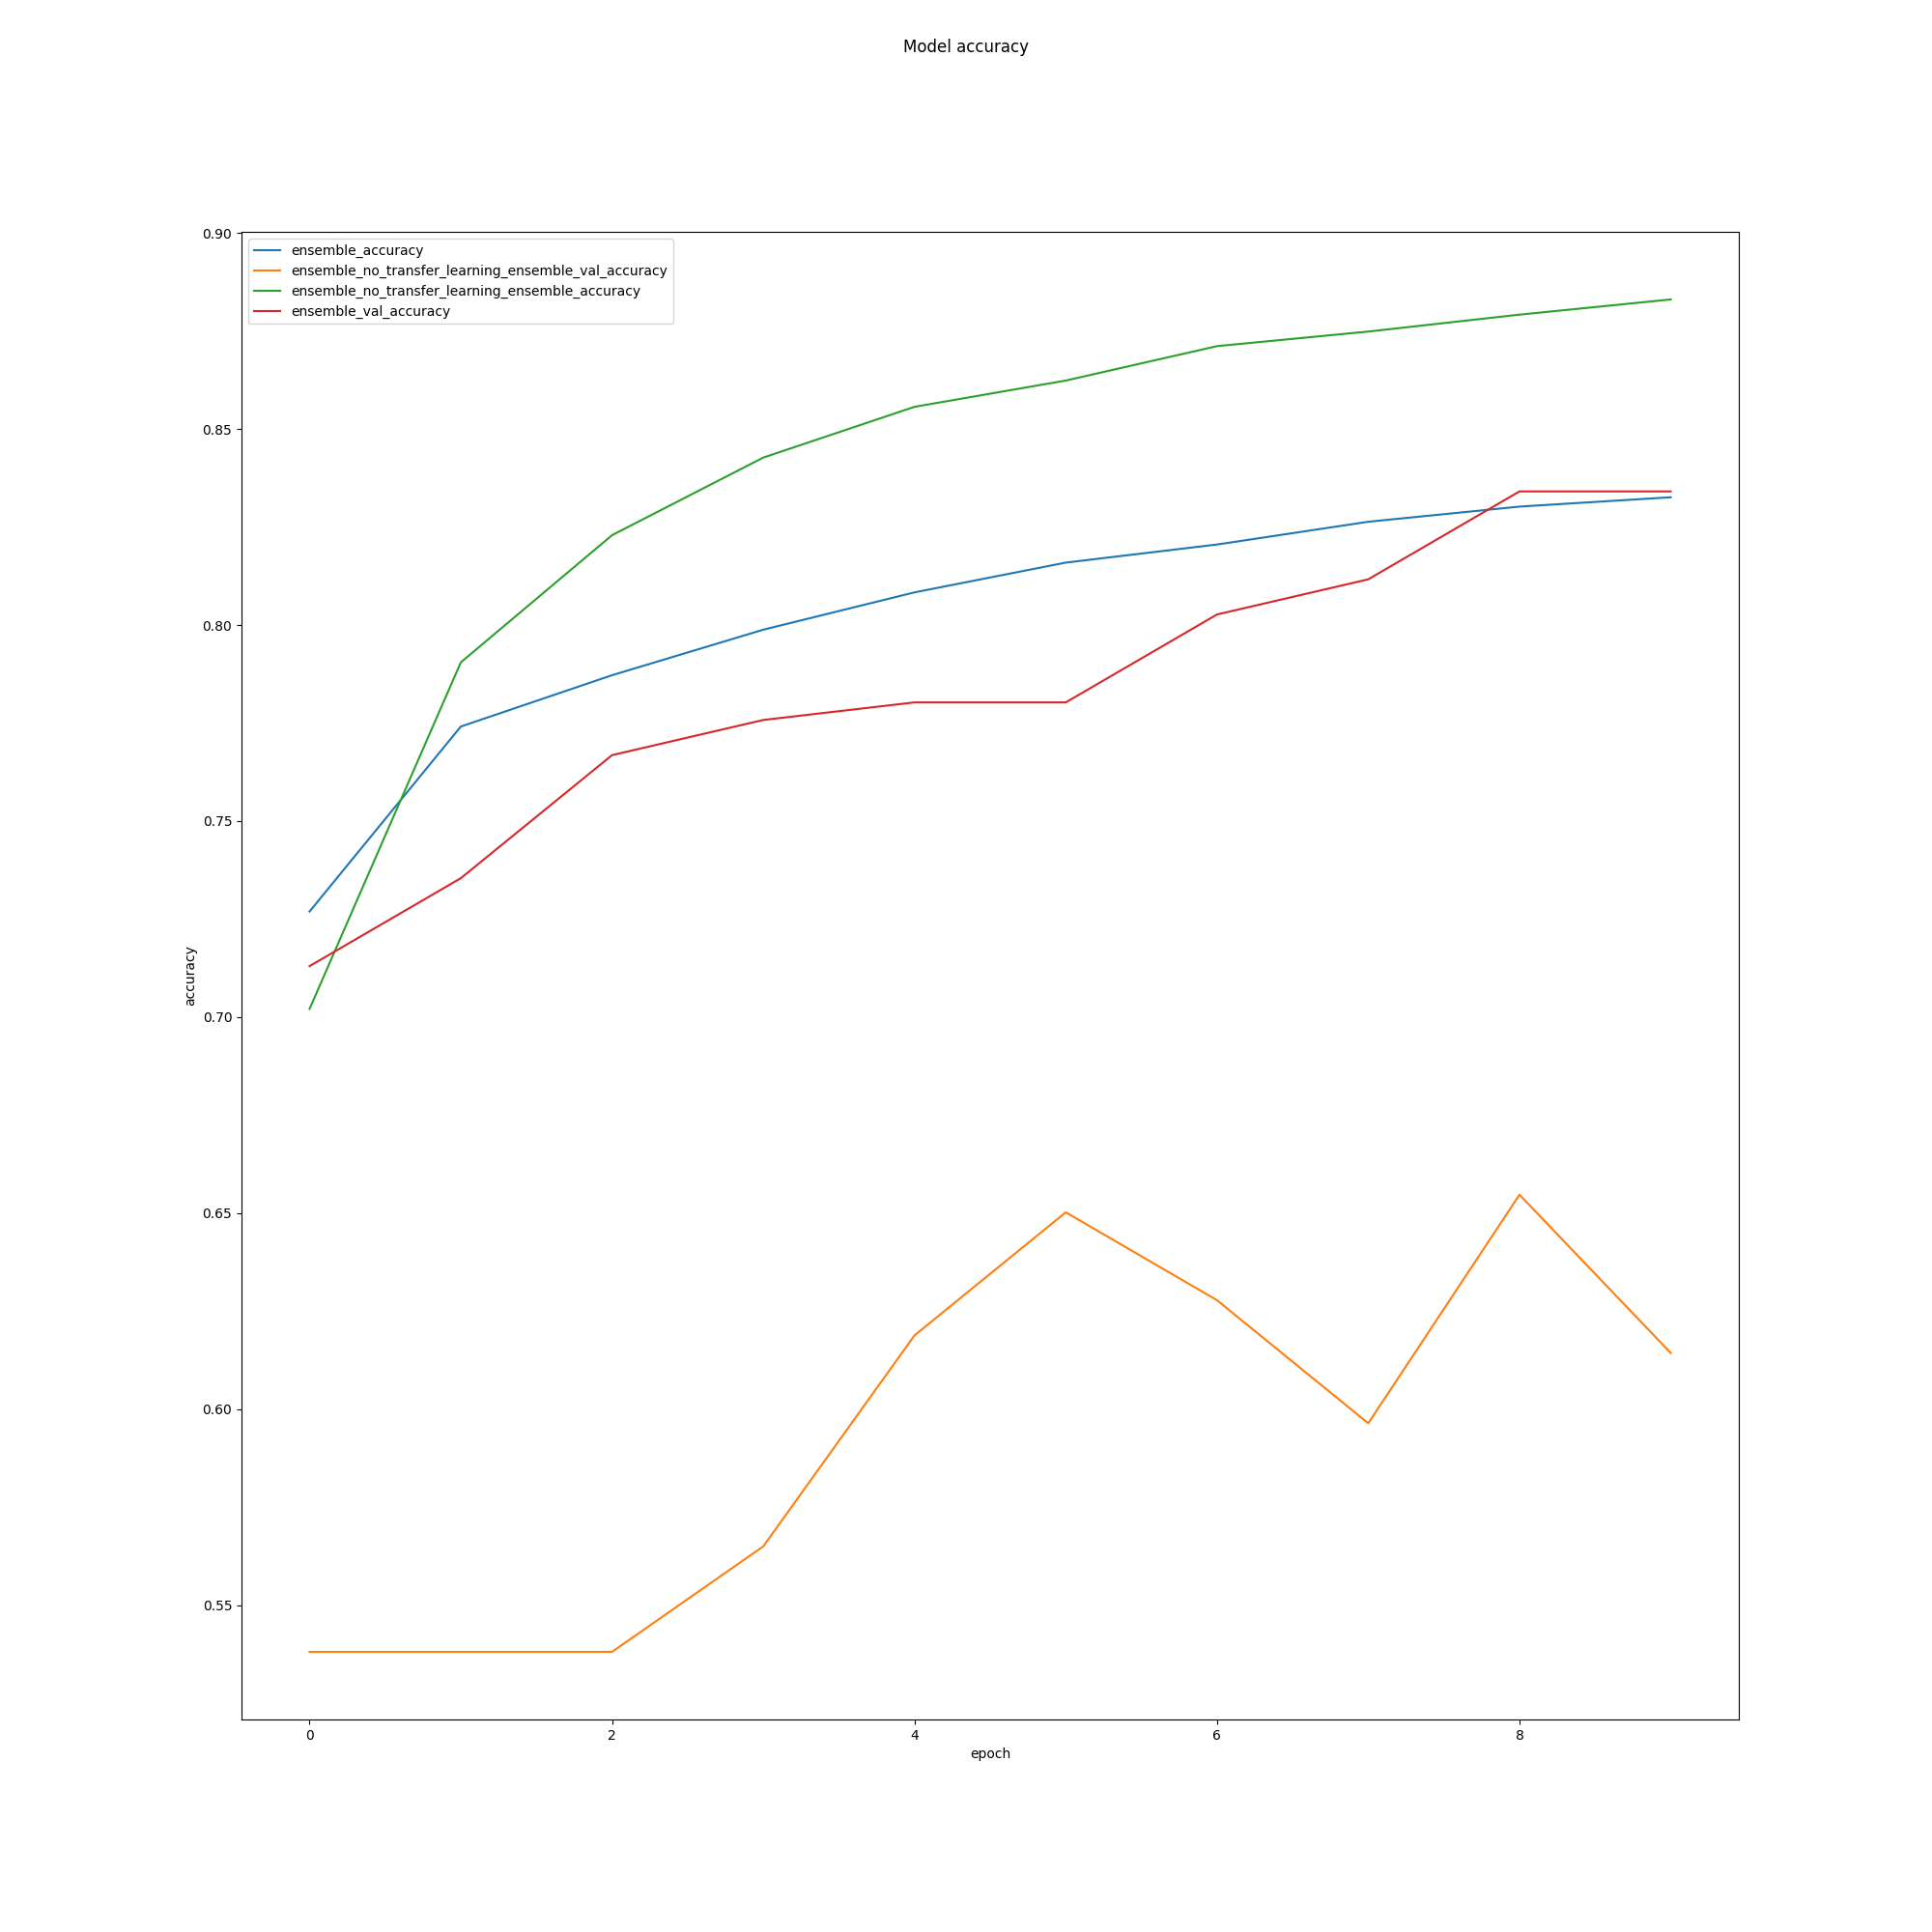 Model accuracy
ensemble_accuracy
ensemble_no_transfer_learning_ensemble_val_accuracy
ensemble_no_transfer_learning_ensemble_accuracy
ensemble_val_accuracy
0.90
0.85
0.80
0.75
0.70
0.65
0.60
0.55
accuracy
0 2 4 6 8
epoch